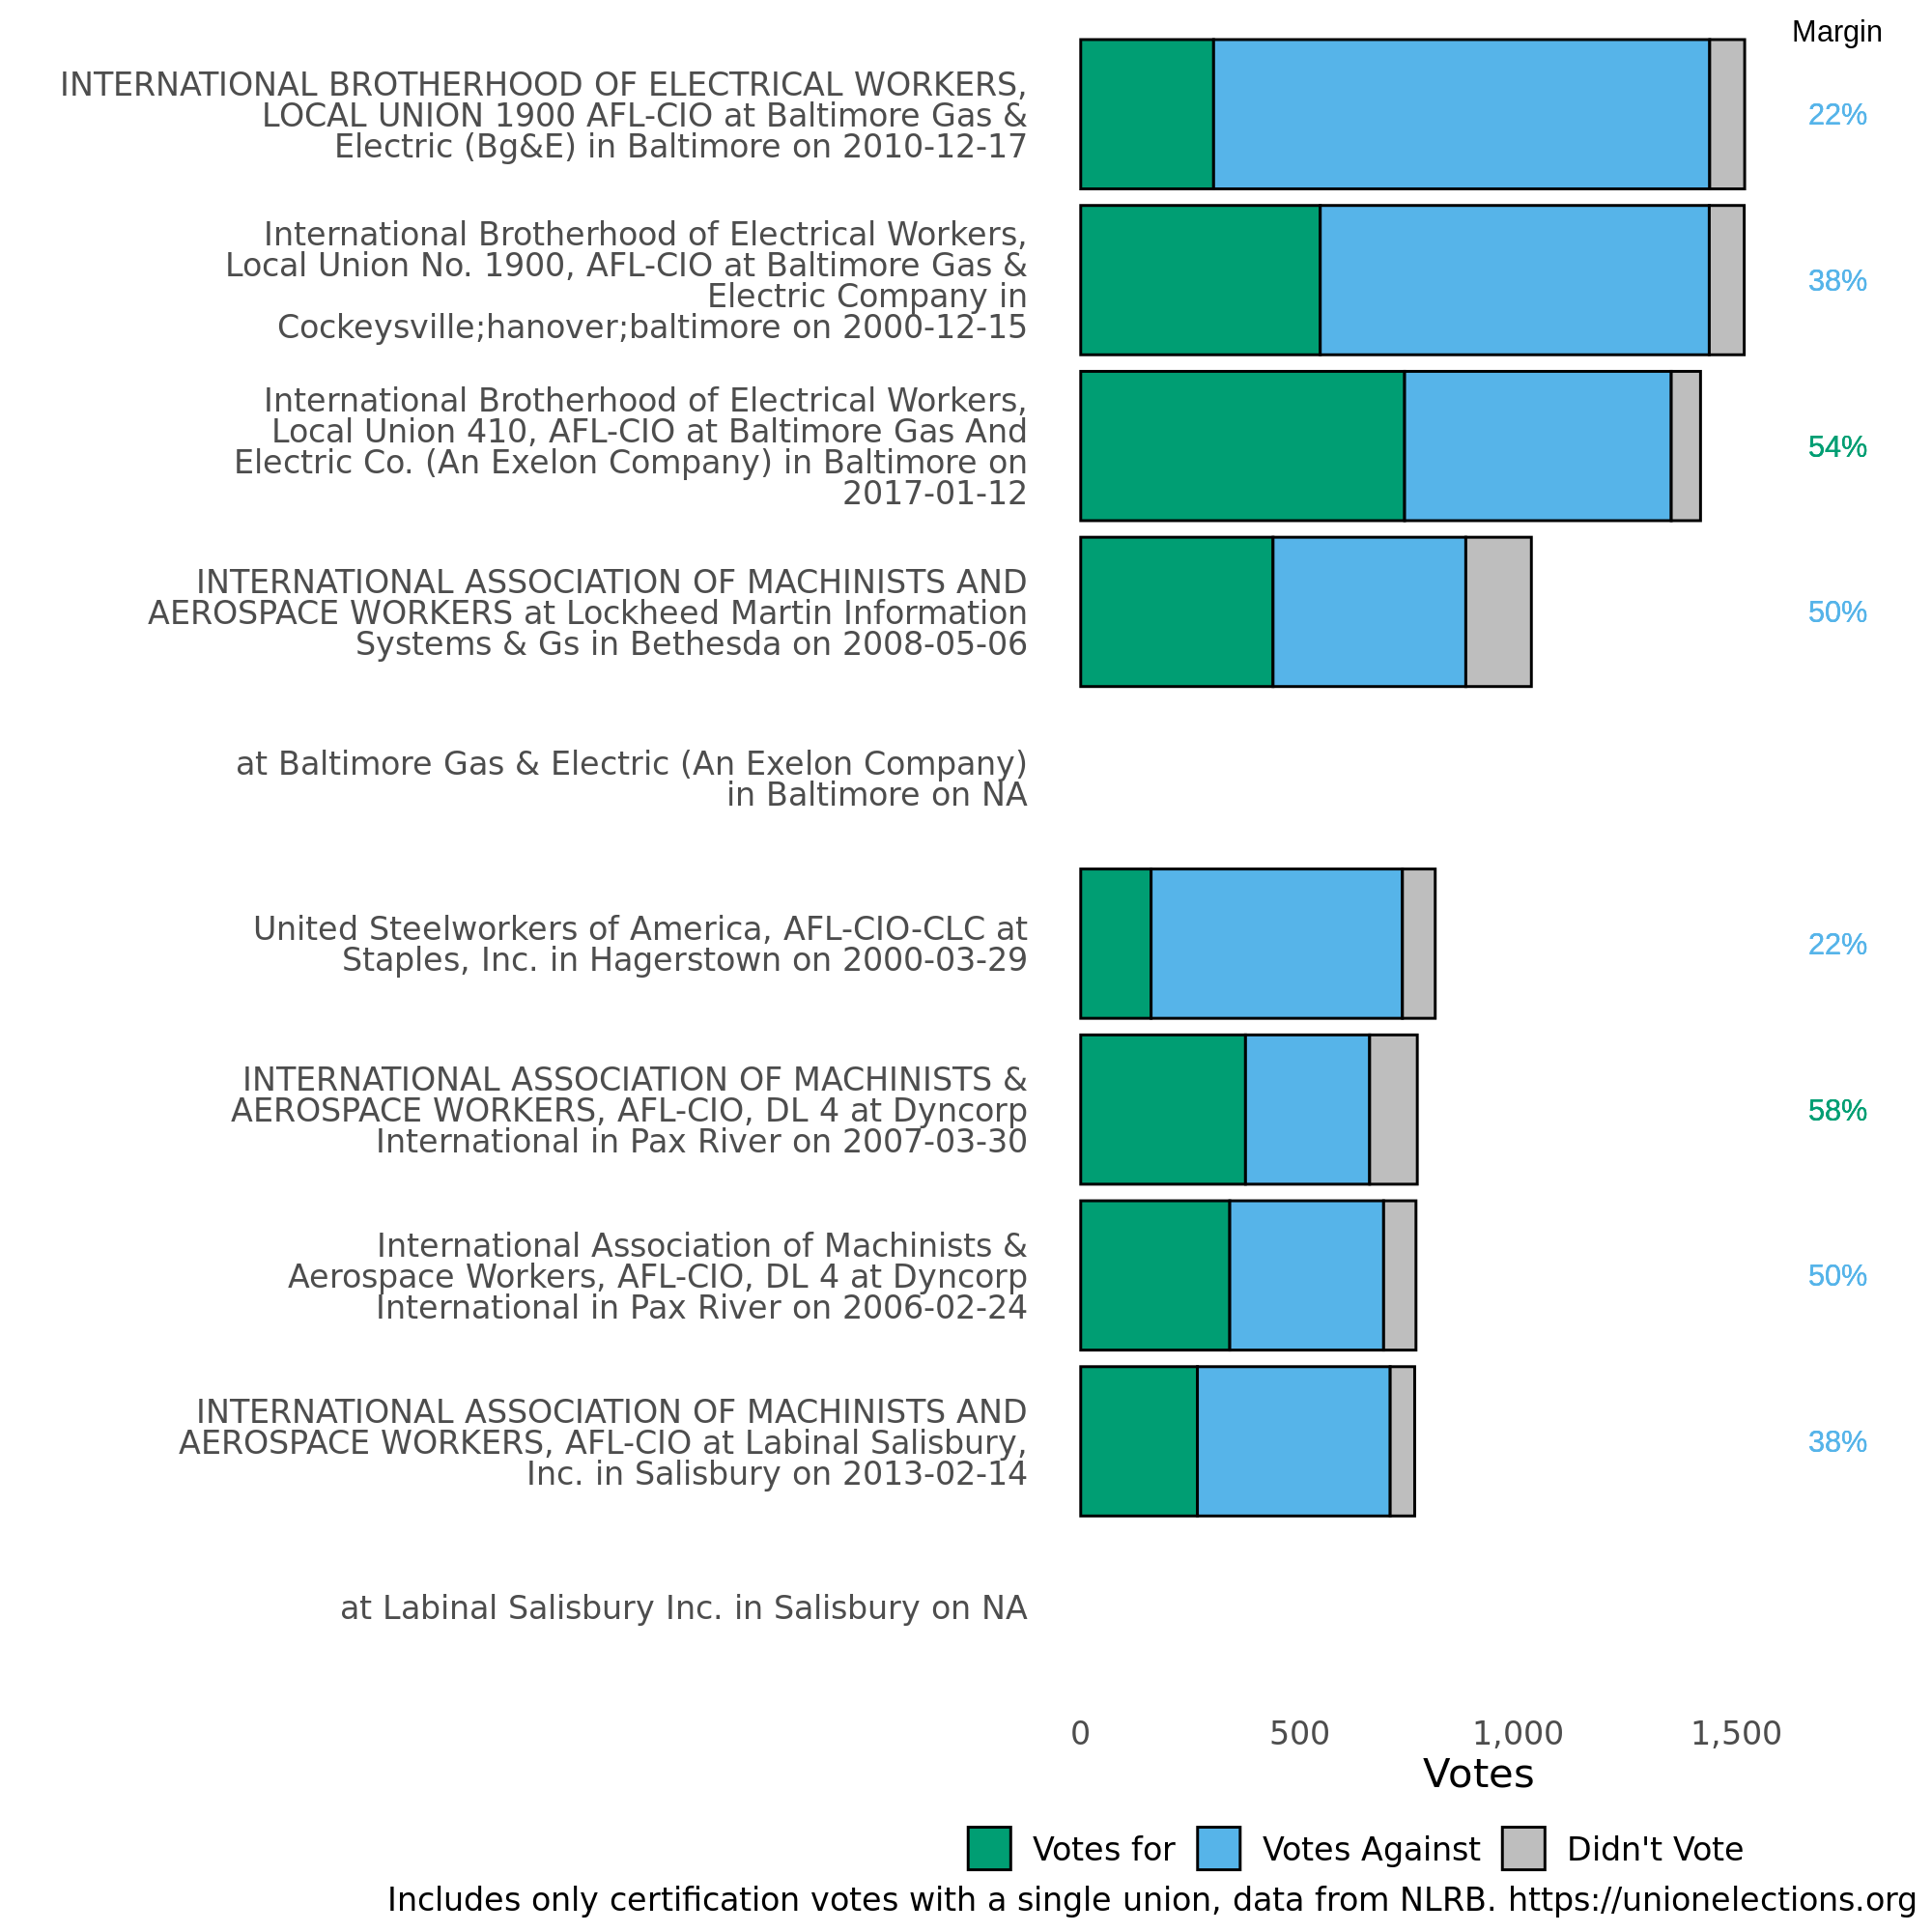 Margin
INTERNATIONAL BROTHERHOOD OF ELECTRICAL WORKERS,
LOCAL UNION 1900 AFL-CIO at Baltimore Gas &
Electric (Bg&E) in Baltimore on 2010-12-17
22%
International Brotherhood of Electrical Workers,
Local Union No. 1900, AFL-CIO at Baltimore Gas &
Electric Company in
Cockeysville;hanover;baltimore on 2000-12-15
38%
International Brotherhood of Electrical Workers,
Local Union 410, AFL-CIO at Baltimore Gas And
Electric Co. (An Exelon Company) in Baltimore on
2017-01-12
54%
INTERNATIONAL ASSOCIATION OF MACHINISTS AND
AEROSPACE WORKERS at Lockheed Martin Information
Systems & Gs in Bethesda on 2008-05-06
50%
at Baltimore Gas & Electric (An Exelon Company)
in Baltimore on NA
United Steelworkers of America, AFL-CIO-CLC at
Staples, Inc. in Hagerstown on 2000-03-29
22%
INTERNATIONAL ASSOCIATION OF MACHINISTS &
AEROSPACE WORKERS, AFL-CIO, DL 4 at Dyncorp
International in Pax River on 2007-03-30
58%
International Association of Machinists &
Aerospace Workers, AFL-CIO, DL 4 at Dyncorp
International in Pax River on 2006-02-24
50%
INTERNATIONAL ASSOCIATION OF MACHINISTS AND
AEROSPACE WORKERS, AFL-CIO at Labinal Salisbury,
Inc. in Salisbury on 2013-02-14
38%
at Labinal Salisbury Inc. in Salisbury on NA
0 500 1,000 1,500
Votes
Votes for Votes Against Didn't Vote
Includes only certification votes with a single union, data from NLRB. https://unionelections.org